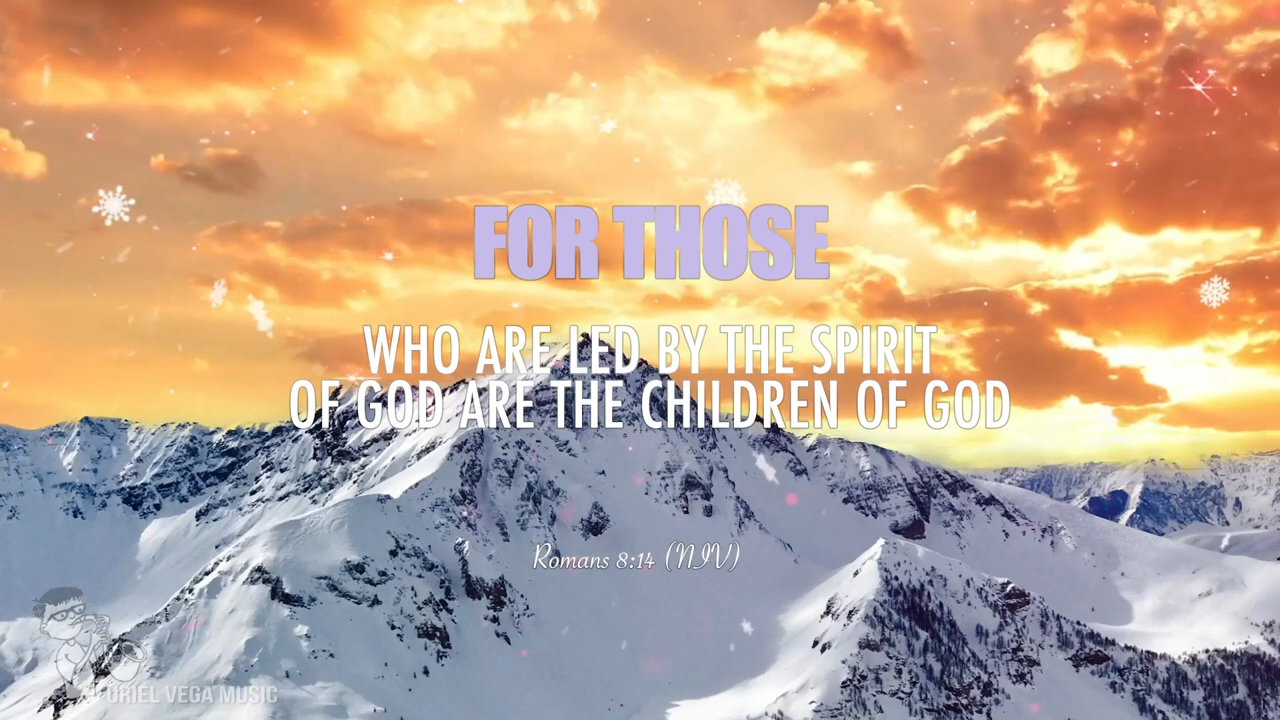 FOR THOSE
WHO ARE LED BY THE SPIRIT
OF GOD ARE THE CHILDREN OF GOD
Romans 8:14 (NIV)
URIEL VEGA MUSIC